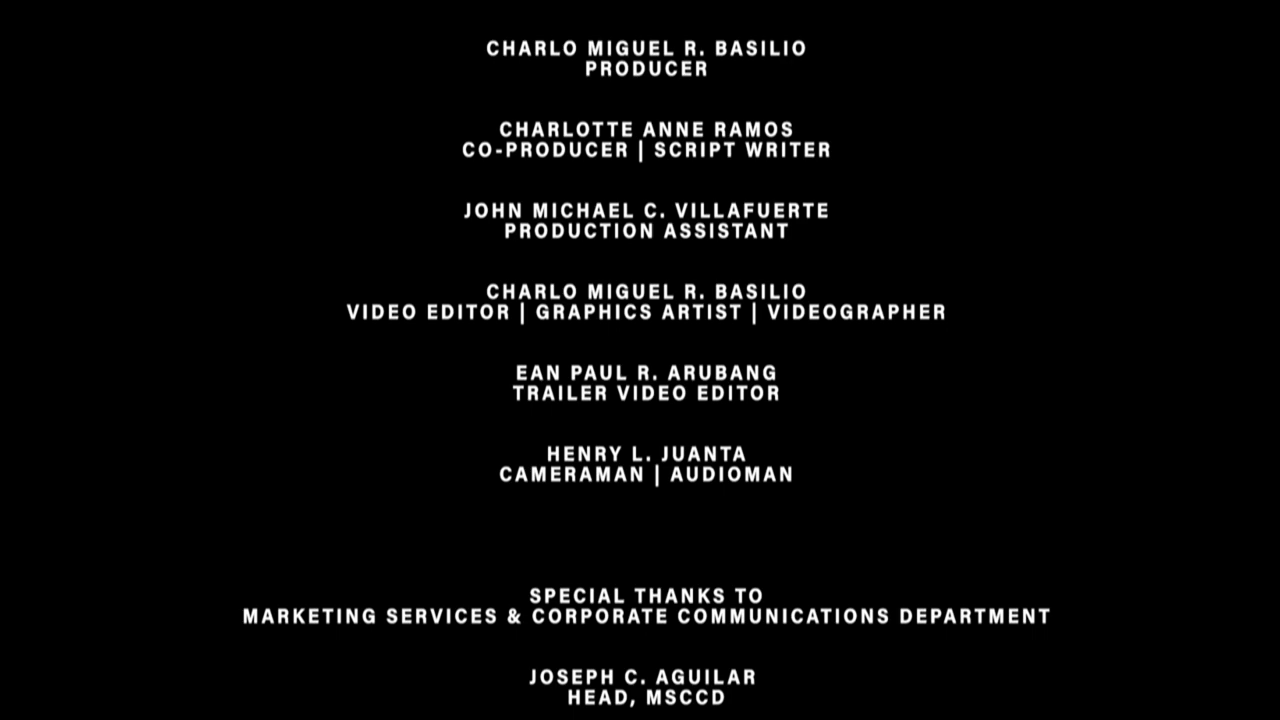 CHARLO MIGUEL R. BASILIO
PRODUCER
CHARLOTTE ANNE RAMOS
CO-PRODUCER | SCRIPT WRITER
JOHN MICHAEL C. VILLAFUERTE
PRODUCTION ASSISTANT
CHARLO MIGUEL R. BASILIO
VIDEO EDITOR | GRAPHICS ARTIST | VIDEOGRAPHER
EAN PAUL R. ARUBANG
TRAILER VIDEO EDITOR
HENRY L. JUANTA
CAMERAMAN | AUDIOMAN
SPECIAL THANKS TO
MARKETING SERVICES & CORPORATE COMMUNICATIONS DEPARTMENT
JOSEPH C. AGUILAR
HEAD, MSCCD